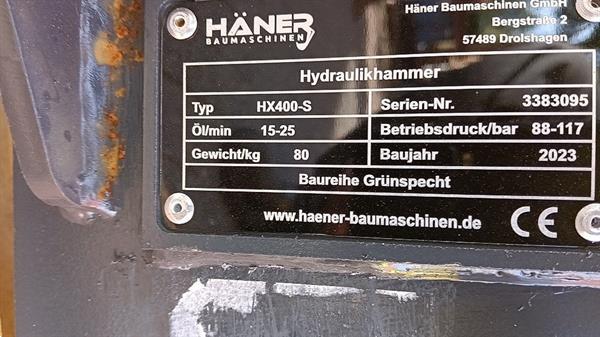 HÄNER
BAUMASCHINEN
Häner Baumaschinen GmbH
Bergstraße 2
57489 Drolshagen
Hydraulikhammer
Typ HX400-S Serien-Nr. 3383095
Öl/min 15-25 Betriebsdruck/bar 88-117
Gewicht/kg 80 Baujahr 2023
Baureihe Grünspecht
www.haener-baumaschinen.de CE